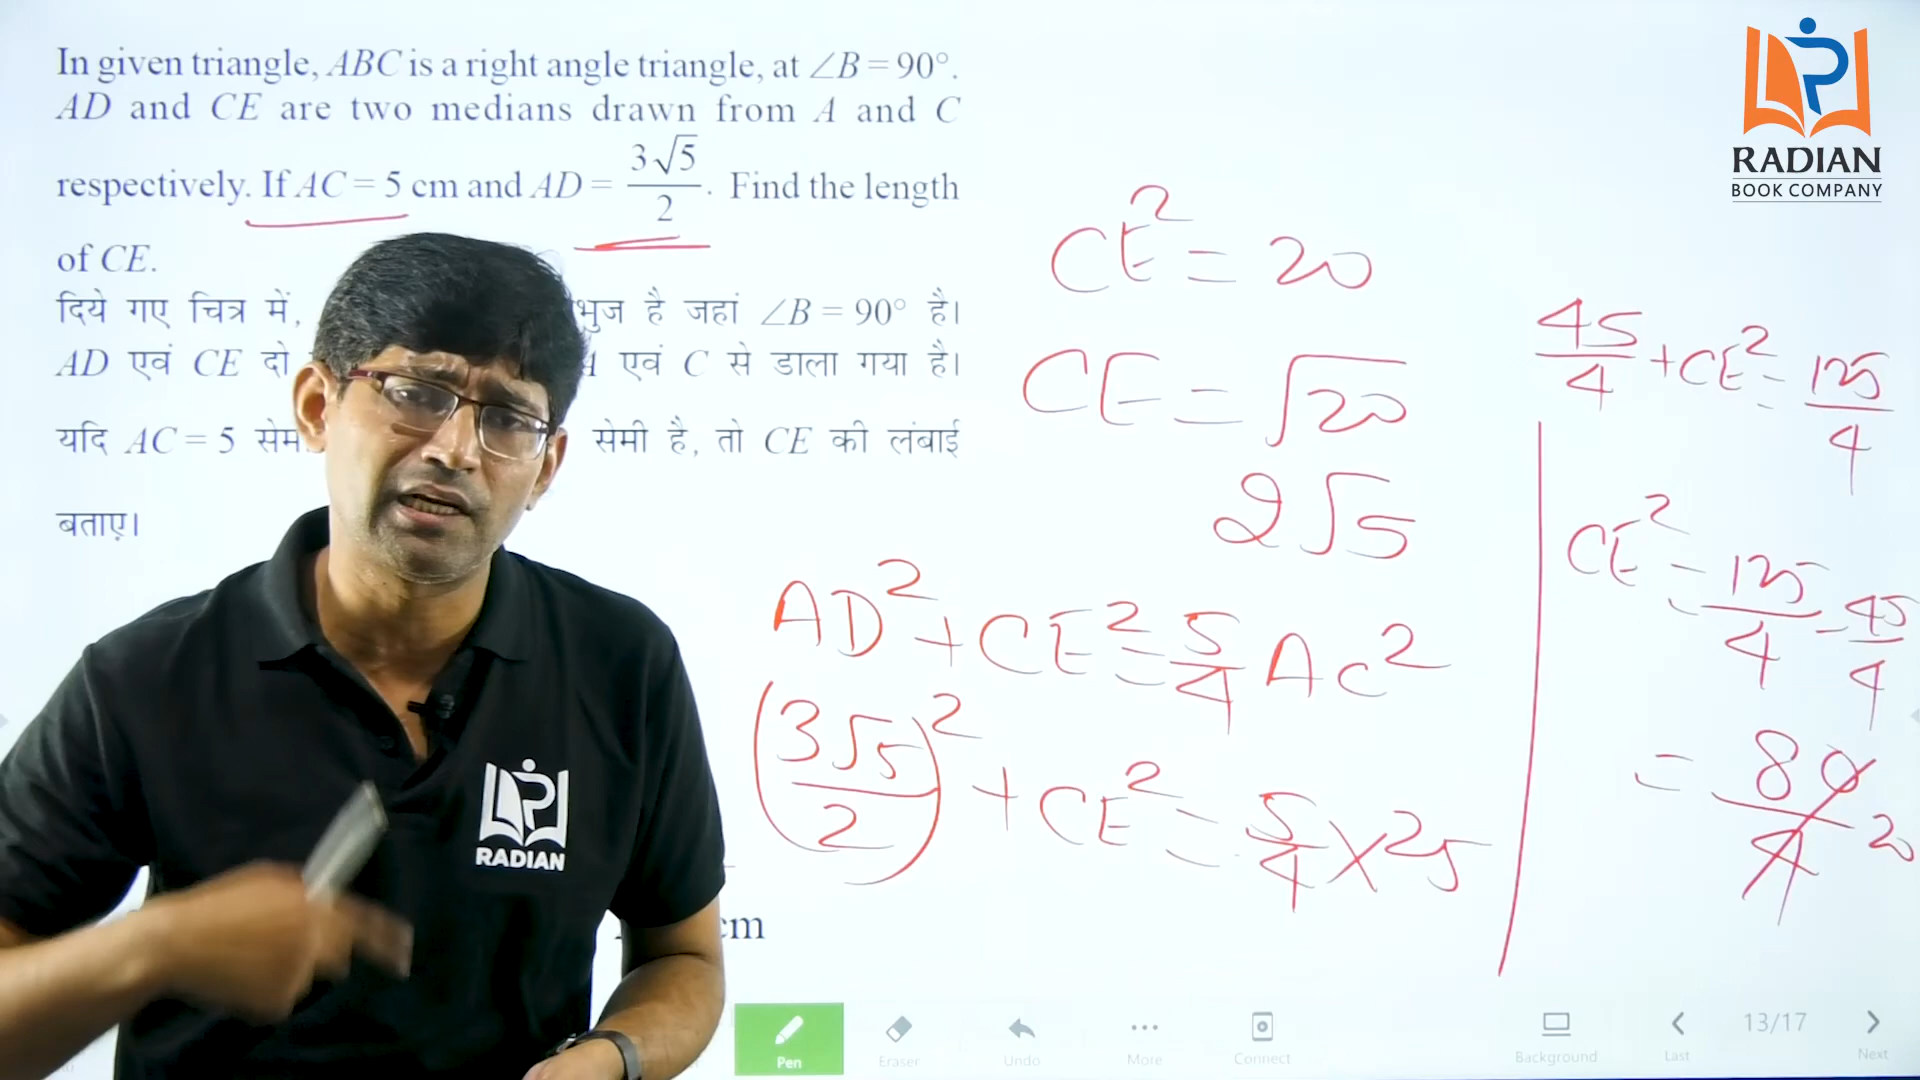 In given triangle, ABC is a right angle triangle, at ∠B = 90°.
AD and CE are two medians drawn from A and C
respectively. If AC = 5 cm and AD = 3√5/2. Find the length
of CE.
दिये गए चित्र में, भुज है जहां ∠B = 90° है।
AD एवं CE दो A एवं C से डाला गया है।
यदि AC = 5 सेमी सेमी है, तो CE की लंबाई
बताए।
cm
CE² = 20
CE = √20
2√5
AD² + CE² = 5/4 AC²
(3√5/2)² + CE² = 5/4 × 25
45/4 + CE² = 125/4
CE² = 125/4 - 45/4
= 80/4 20
RADIAN
BOOK COMPANY
RADIAN
Pen
Eraser
Undo
More
Connect
Background
Last
13/17
Next